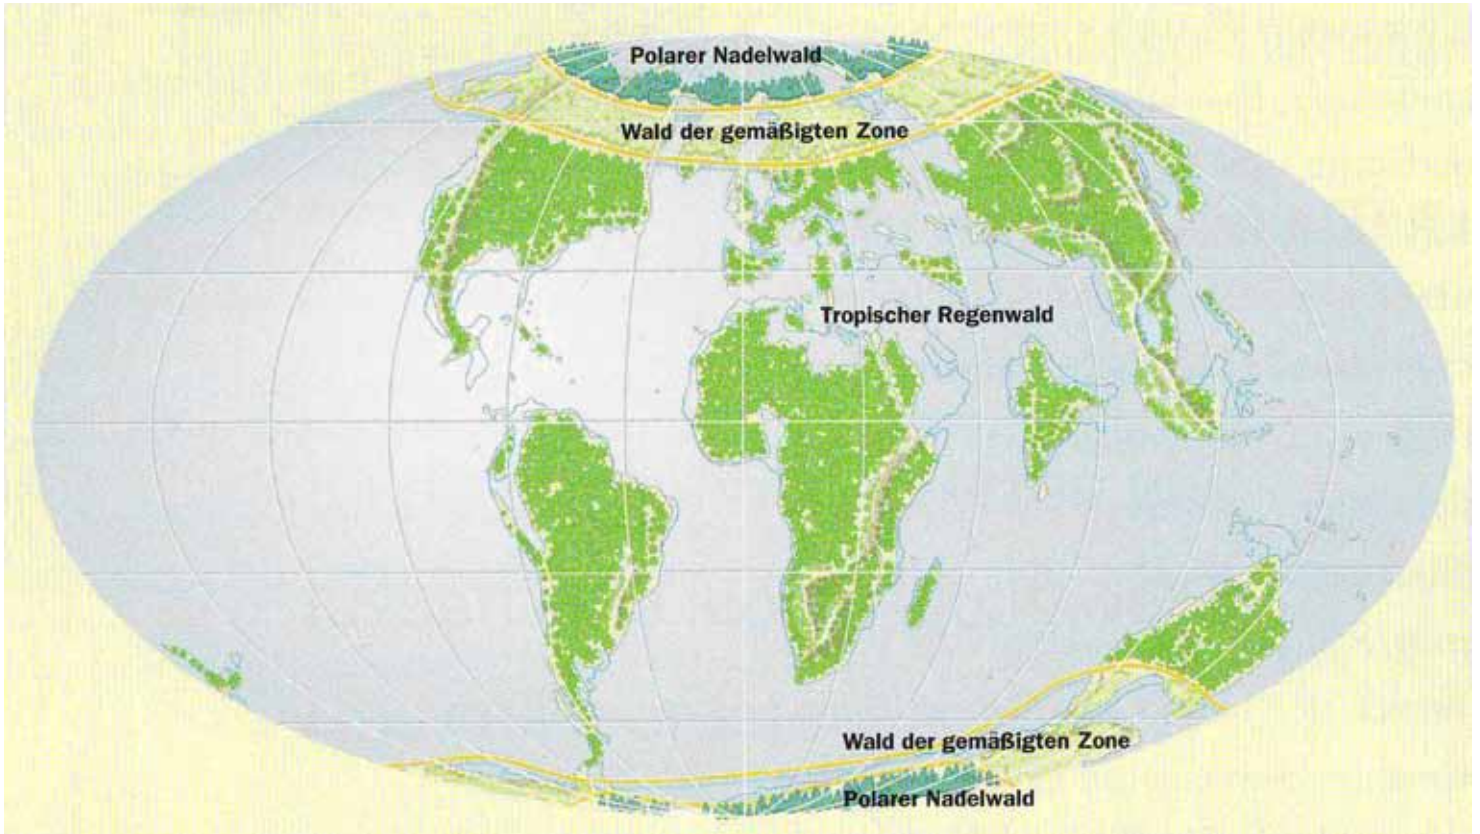 Polarer Nadelwald
Wald der gemäßigten Zone
Tropischer Regenwald
Wald der gemäßigten Zone
Polarer Nadelwald